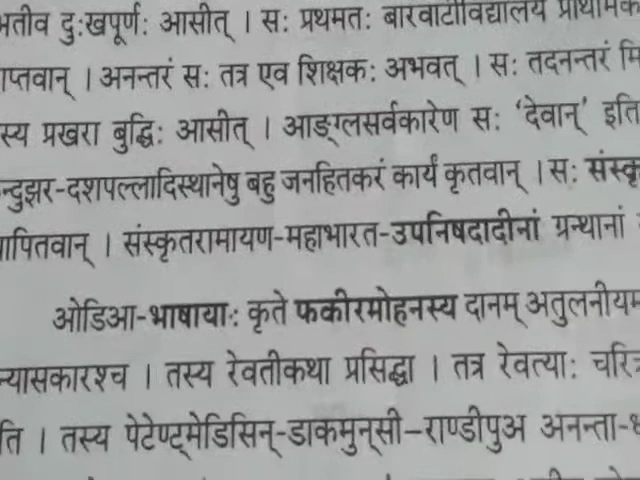 अतीव दुःखपूर्णः आसीत् । सः प्रथमतः बारवाटीविद्यालये
प्तवान् । अनन्तरं सः तत्र एव शिक्षकः अभवत् । सः तदनन्तरं
स्य प्रखरा बुद्धिः आसीत् । आङ्ग्लसर्वकारेण सः 'देवान्' इति
न्दुझर-दशपल्लादिस्थानेषु बहु जनहितकरं कार्यं कृतवान् । सः
पितवान् । संस्कृतरामायण-महाभारत-उपनिषदादीनां ग्रन्थानां
ओडिआ-भाषायाः कृते फकीरमोहनस्य दानम् अतुलनीयम
न्यासकारश्च । तस्य रेवतीकथा प्रसिद्धा । तत्र रेवत्याः
ति । तस्य पेटेण्ट्मेडिसिन्-डाकमुन्सी–राण्डीपुअ अनन्ता-